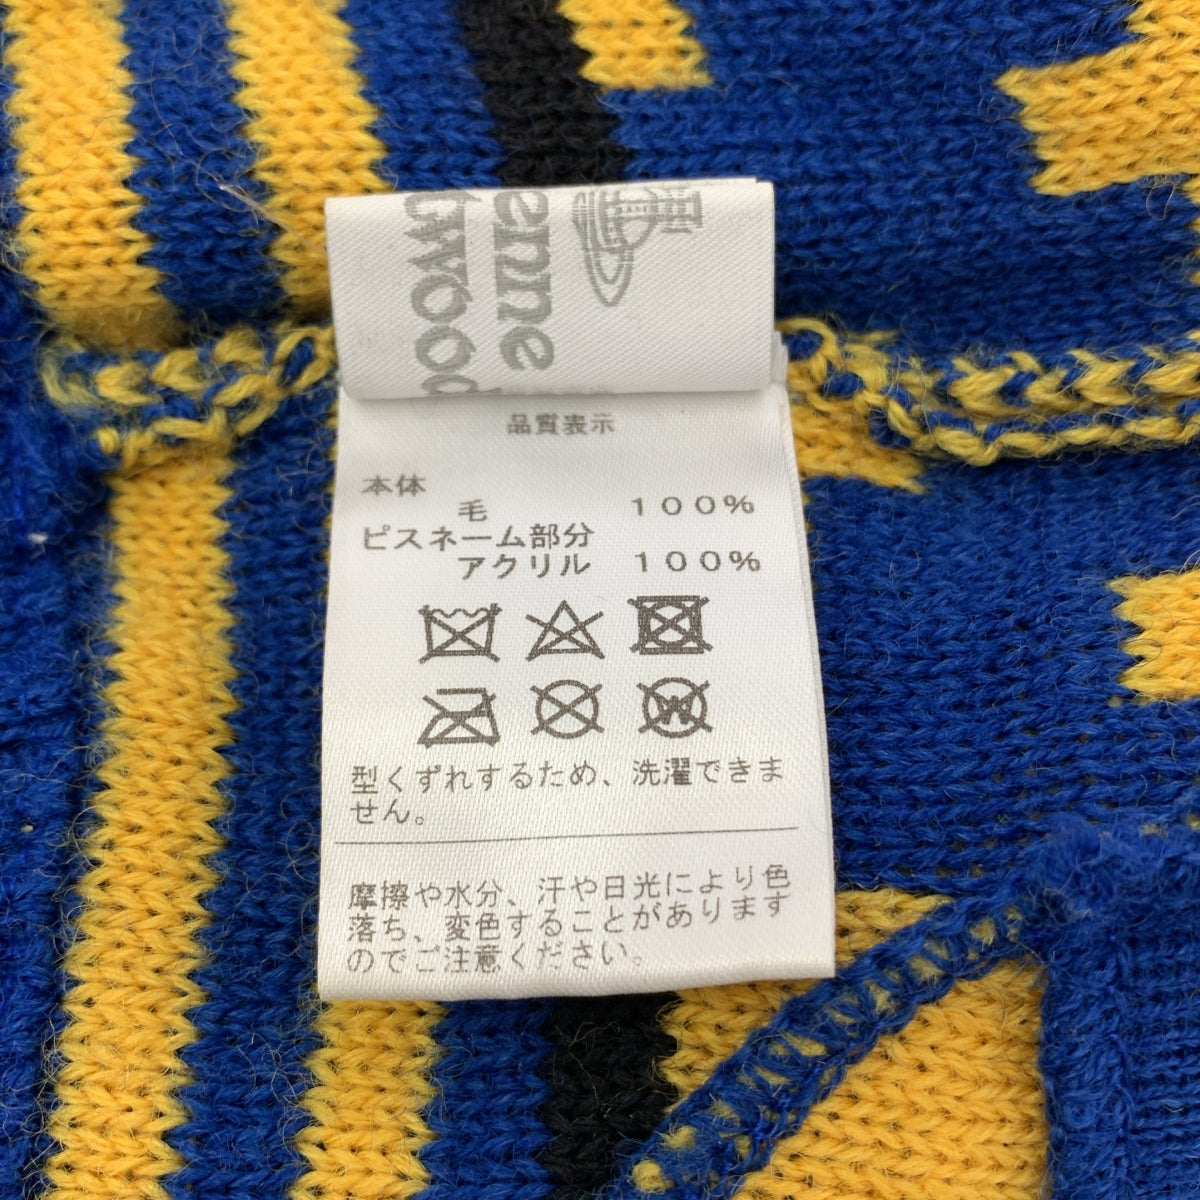 enne
twood
品質表示
本体
毛 100%
ピスネーム部分
アクリル 100%
W
型くずれするため、洗濯できま
せん。
摩擦や水分、汗や日光により色
落ち、変色することがあります
のでご注意ください。